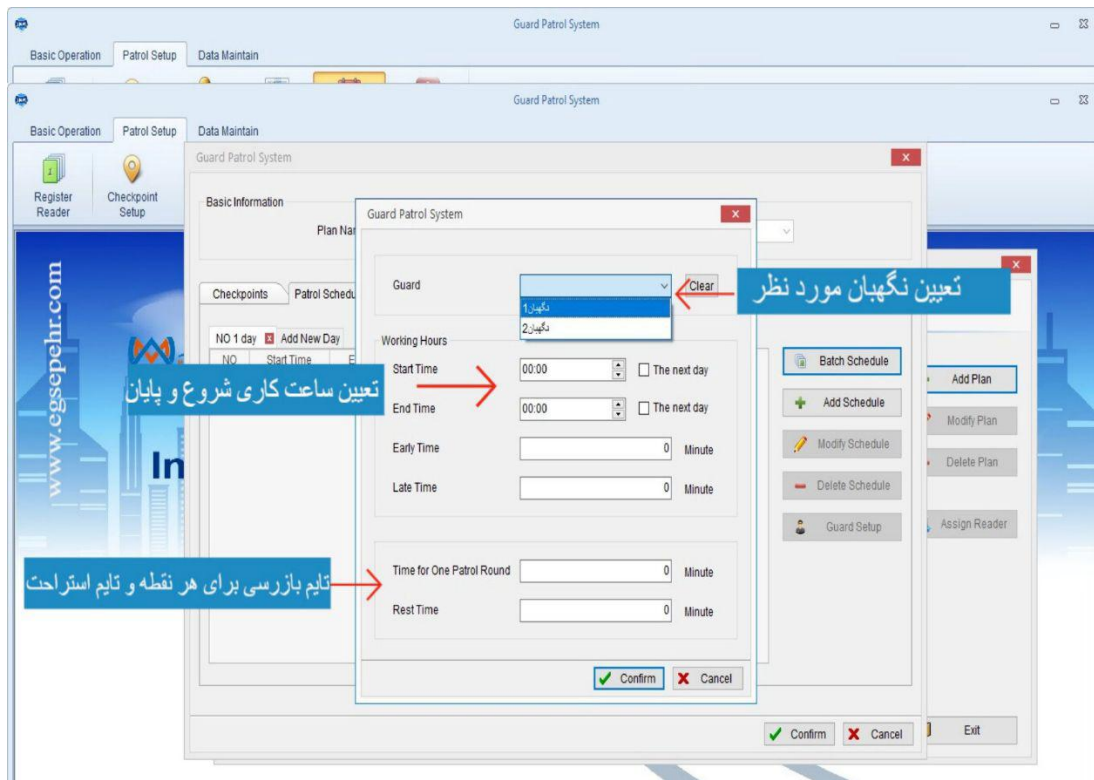 Guard Patrol System
Basic Operation Patrol Setup Data Maintain
Guard Patrol System
Basic Operation Patrol Setup Data Maintain
Register Reader
Checkpoint Setup
www.egsepehr.com
In
Guard Patrol System
Basic Information
Plan Nar
Checkpoints Patrol Schedu
NO 1 day Add New Day
NO Start Time E
Guard Patrol System
Guard
Clear
نگهبان1
نگهبان2
تعیین نگهبان مورد نظر
Working Hours
Start Time 00:00 The next day
End Time 00:00 The next day
تعیین ساعت کاری شروع و پایان
Early Time 0 Minute
Late Time 0 Minute
Time for One Patrol Round 0 Minute
Rest Time 0 Minute
تایم بازرسی برای هر نقطه و تایم استراحت
Confirm Cancel
Batch Schedule
Add Schedule
Modify Schedule
Delete Schedule
Guard Setup
Confirm Cancel
Add Plan
Modify Plan
Delete Plan
Assign Reader
Exit